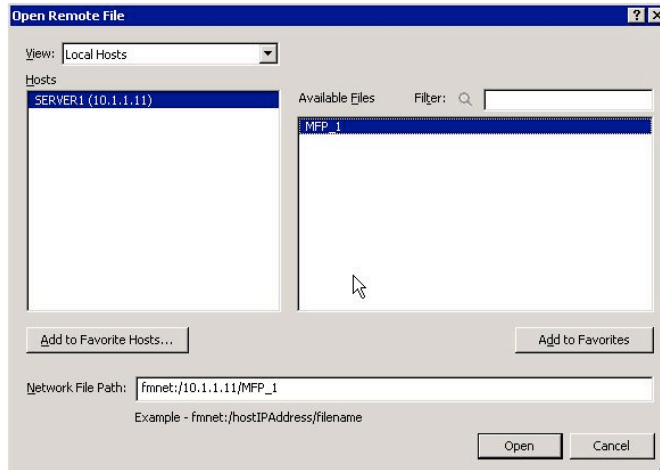 Open Remote File
View: Local Hosts
Hosts
SERVER1 (10.1.1.11)
Available Files Filter:
MFP_1
Add to Favorite Hosts... Add to Favorites
Network File Path: fmnet:/10.1.1.11/MFP_1
Example - fmnet:/hostIPAddress/filename
Open Cancel